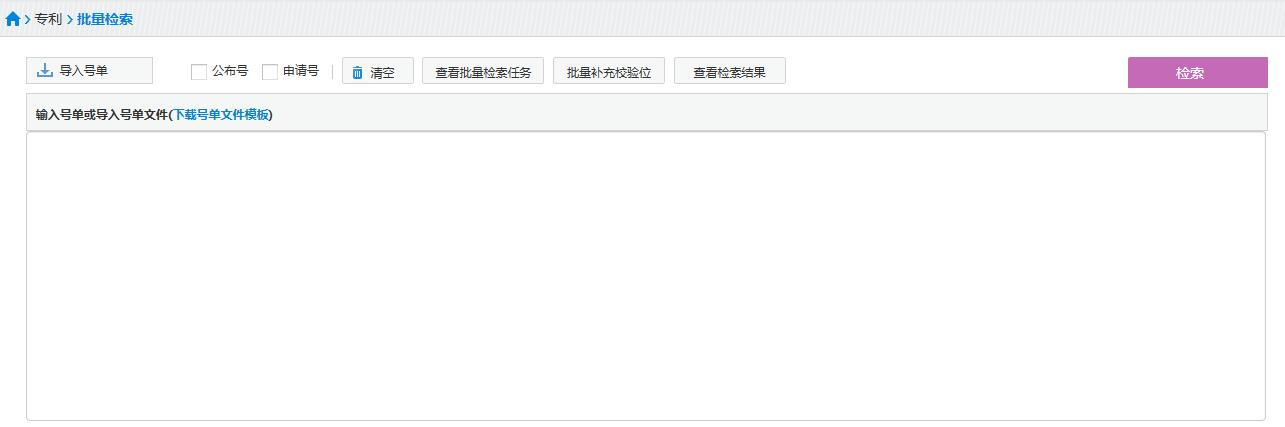 专利 > 批量检索
导入号单 公布号 申请号 | 清空 查看批量检索任务 批量补充校验位 查看检索结果 检索
输入号单或导入号单文件(下载号单文件模板)